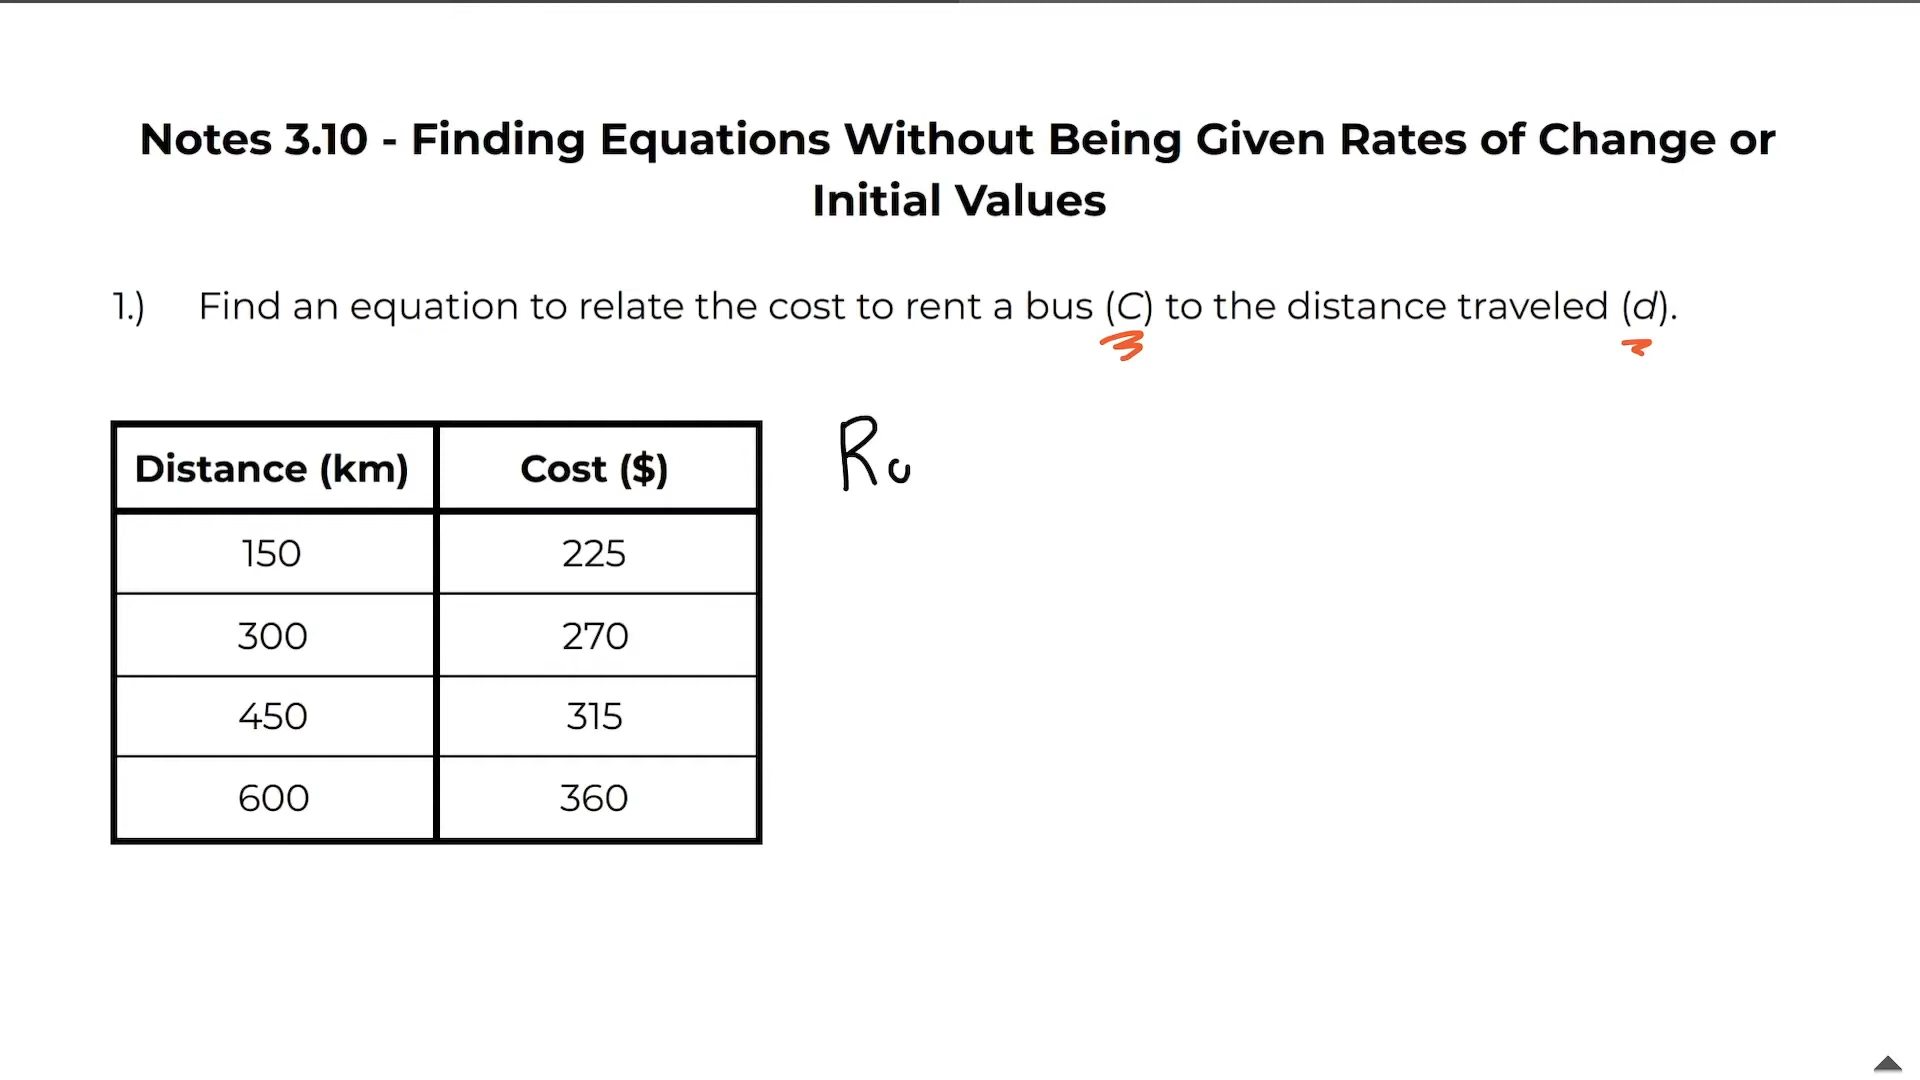 Notes 3.10 - Finding Equations Without Being Given Rates of Change or
Initial Values
1.) Find an equation to relate the cost to rent a bus (C) to the distance traveled (d).
Distance (km) Cost ($)
150 225
300 270
450 315
600 360